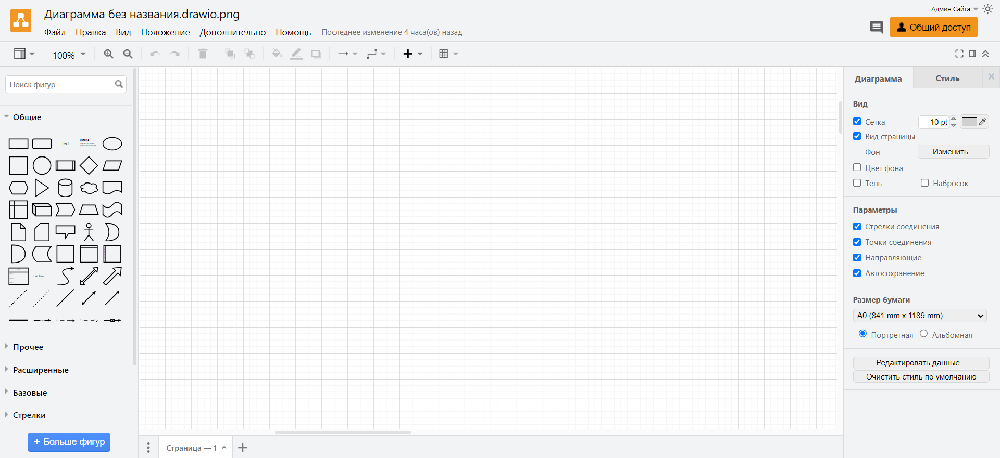 Диаграмма без названия.drawio.png
Админ Сайта
Файл Правка Вид Положение Дополнительно Помощь Последнее изменение 4 часа(ов) назад
Общий доступ
100%
Поиск фигур
Общие
Text
Heading
List Item
Прочее
Расширенные
Базовые
Стрелки
+ Больше фигур
Страница — 1
Диаграмма Стиль
Вид
Сетка 10 pt
Вид страницы
Фон Изменить...
Цвет фона
Тень Набросок
Параметры
Стрелки соединения
Точки соединения
Направляющие
Автосохранение
Размер бумаги
A0 (841 mm x 1189 mm)
Портретная Альбомная
Редактировать данные...
Очистить стиль по умолчанию